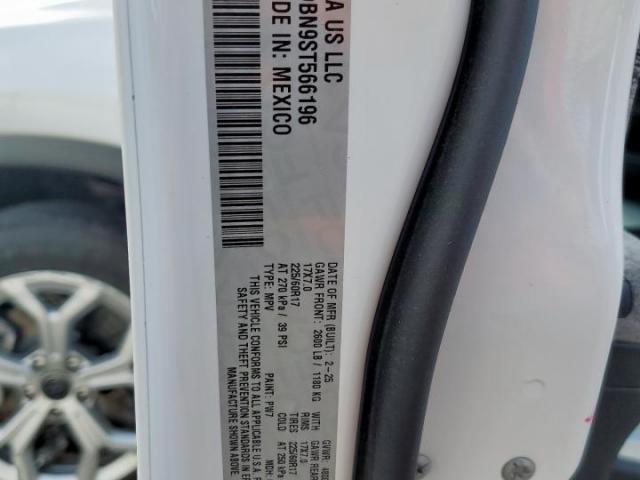 A US LLC
BN9ST566196
DE IN: MEXICO
DATE OF MFR (BUILT): 2-25
GAWR FRONT: 2600 LB / 1180 KG WITH
17X7.0 RIMS
225/60R17 TIRES
AT 270 kPa / 39 PSI COLD
GVWR:
GAWR REAR
17X7.0
225/60R17
AT 250 kPa
TYPE: MPV PAINT: PW7 MDH:
THIS VEHICLE CONFORMS TO ALL APPLICABLE U.S.A.
SAFETY AND THEFT PREVENTION STANDARDS IN
MANUFACTURE SHOWN ABOVE